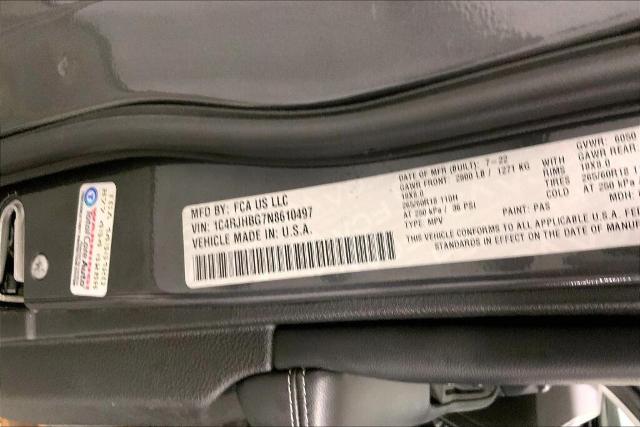 MFD BY: FCA US LLC
VIN: 1C4RJHBG7N8610497
VEHICLE MADE IN: U.S.A.
DATE OF MFR (BUILT): 7-22
GAWR FRONT: 2800 LB / 1271 KG WITH
18X8.0 RIMS
265/60R18 110H TIRES
AT 250 kPa / 36 PSI
TYPE: MPV PAINT: PAS
GVWR: 6050
GAWR REAR
18X8.0
265/60R18 1
AT 250 kPa
MDH:
THIS VEHICLE CONFORMS TO ALL APPLICABLE U.S.A. F
STANDARDS IN EFFECT ON THE DATE OF MANUF
Total Care Auto